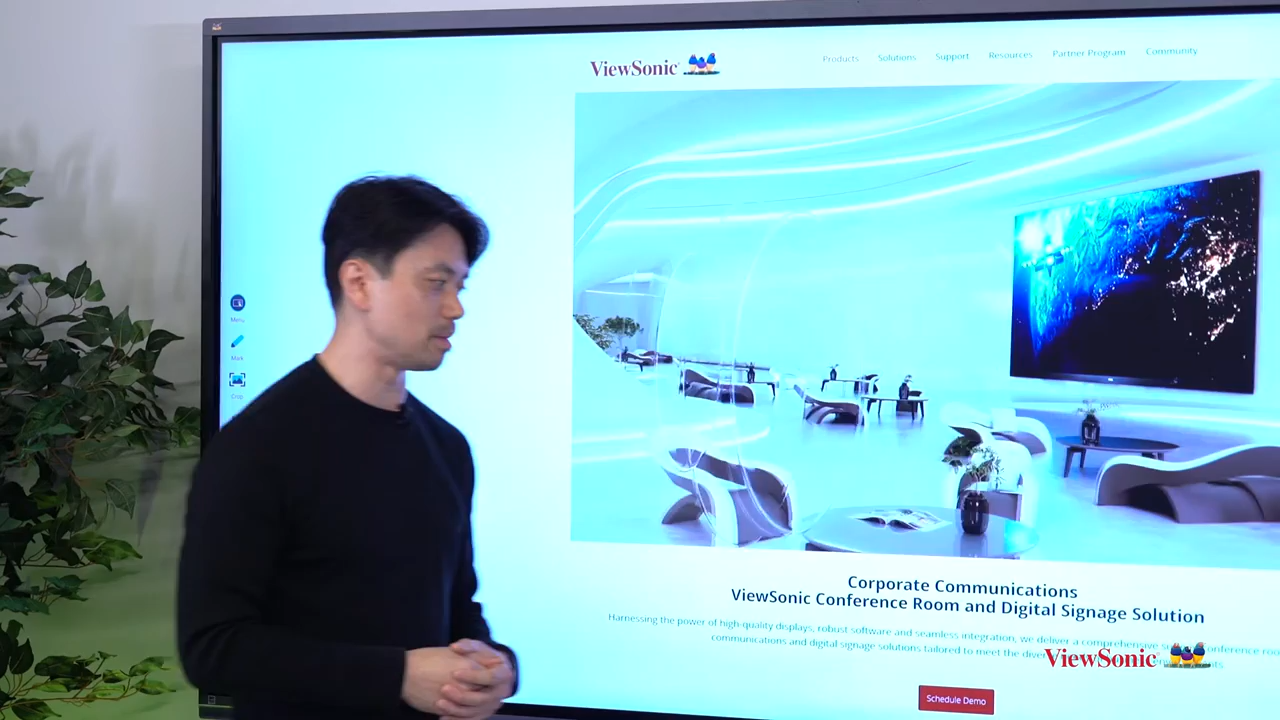 ViewSonic
Products Solutions Support Resources Partner Program Community
Menu
Mark
Crop
Corporate Communications
ViewSonic Conference Room and Digital Signage Solution
Harnessing the power of high-quality displays, robust software and seamless integration, we deliver a comprehensive conference
communications and digital signage solutions tailored to meet the
ViewSonic
Schedule Demo